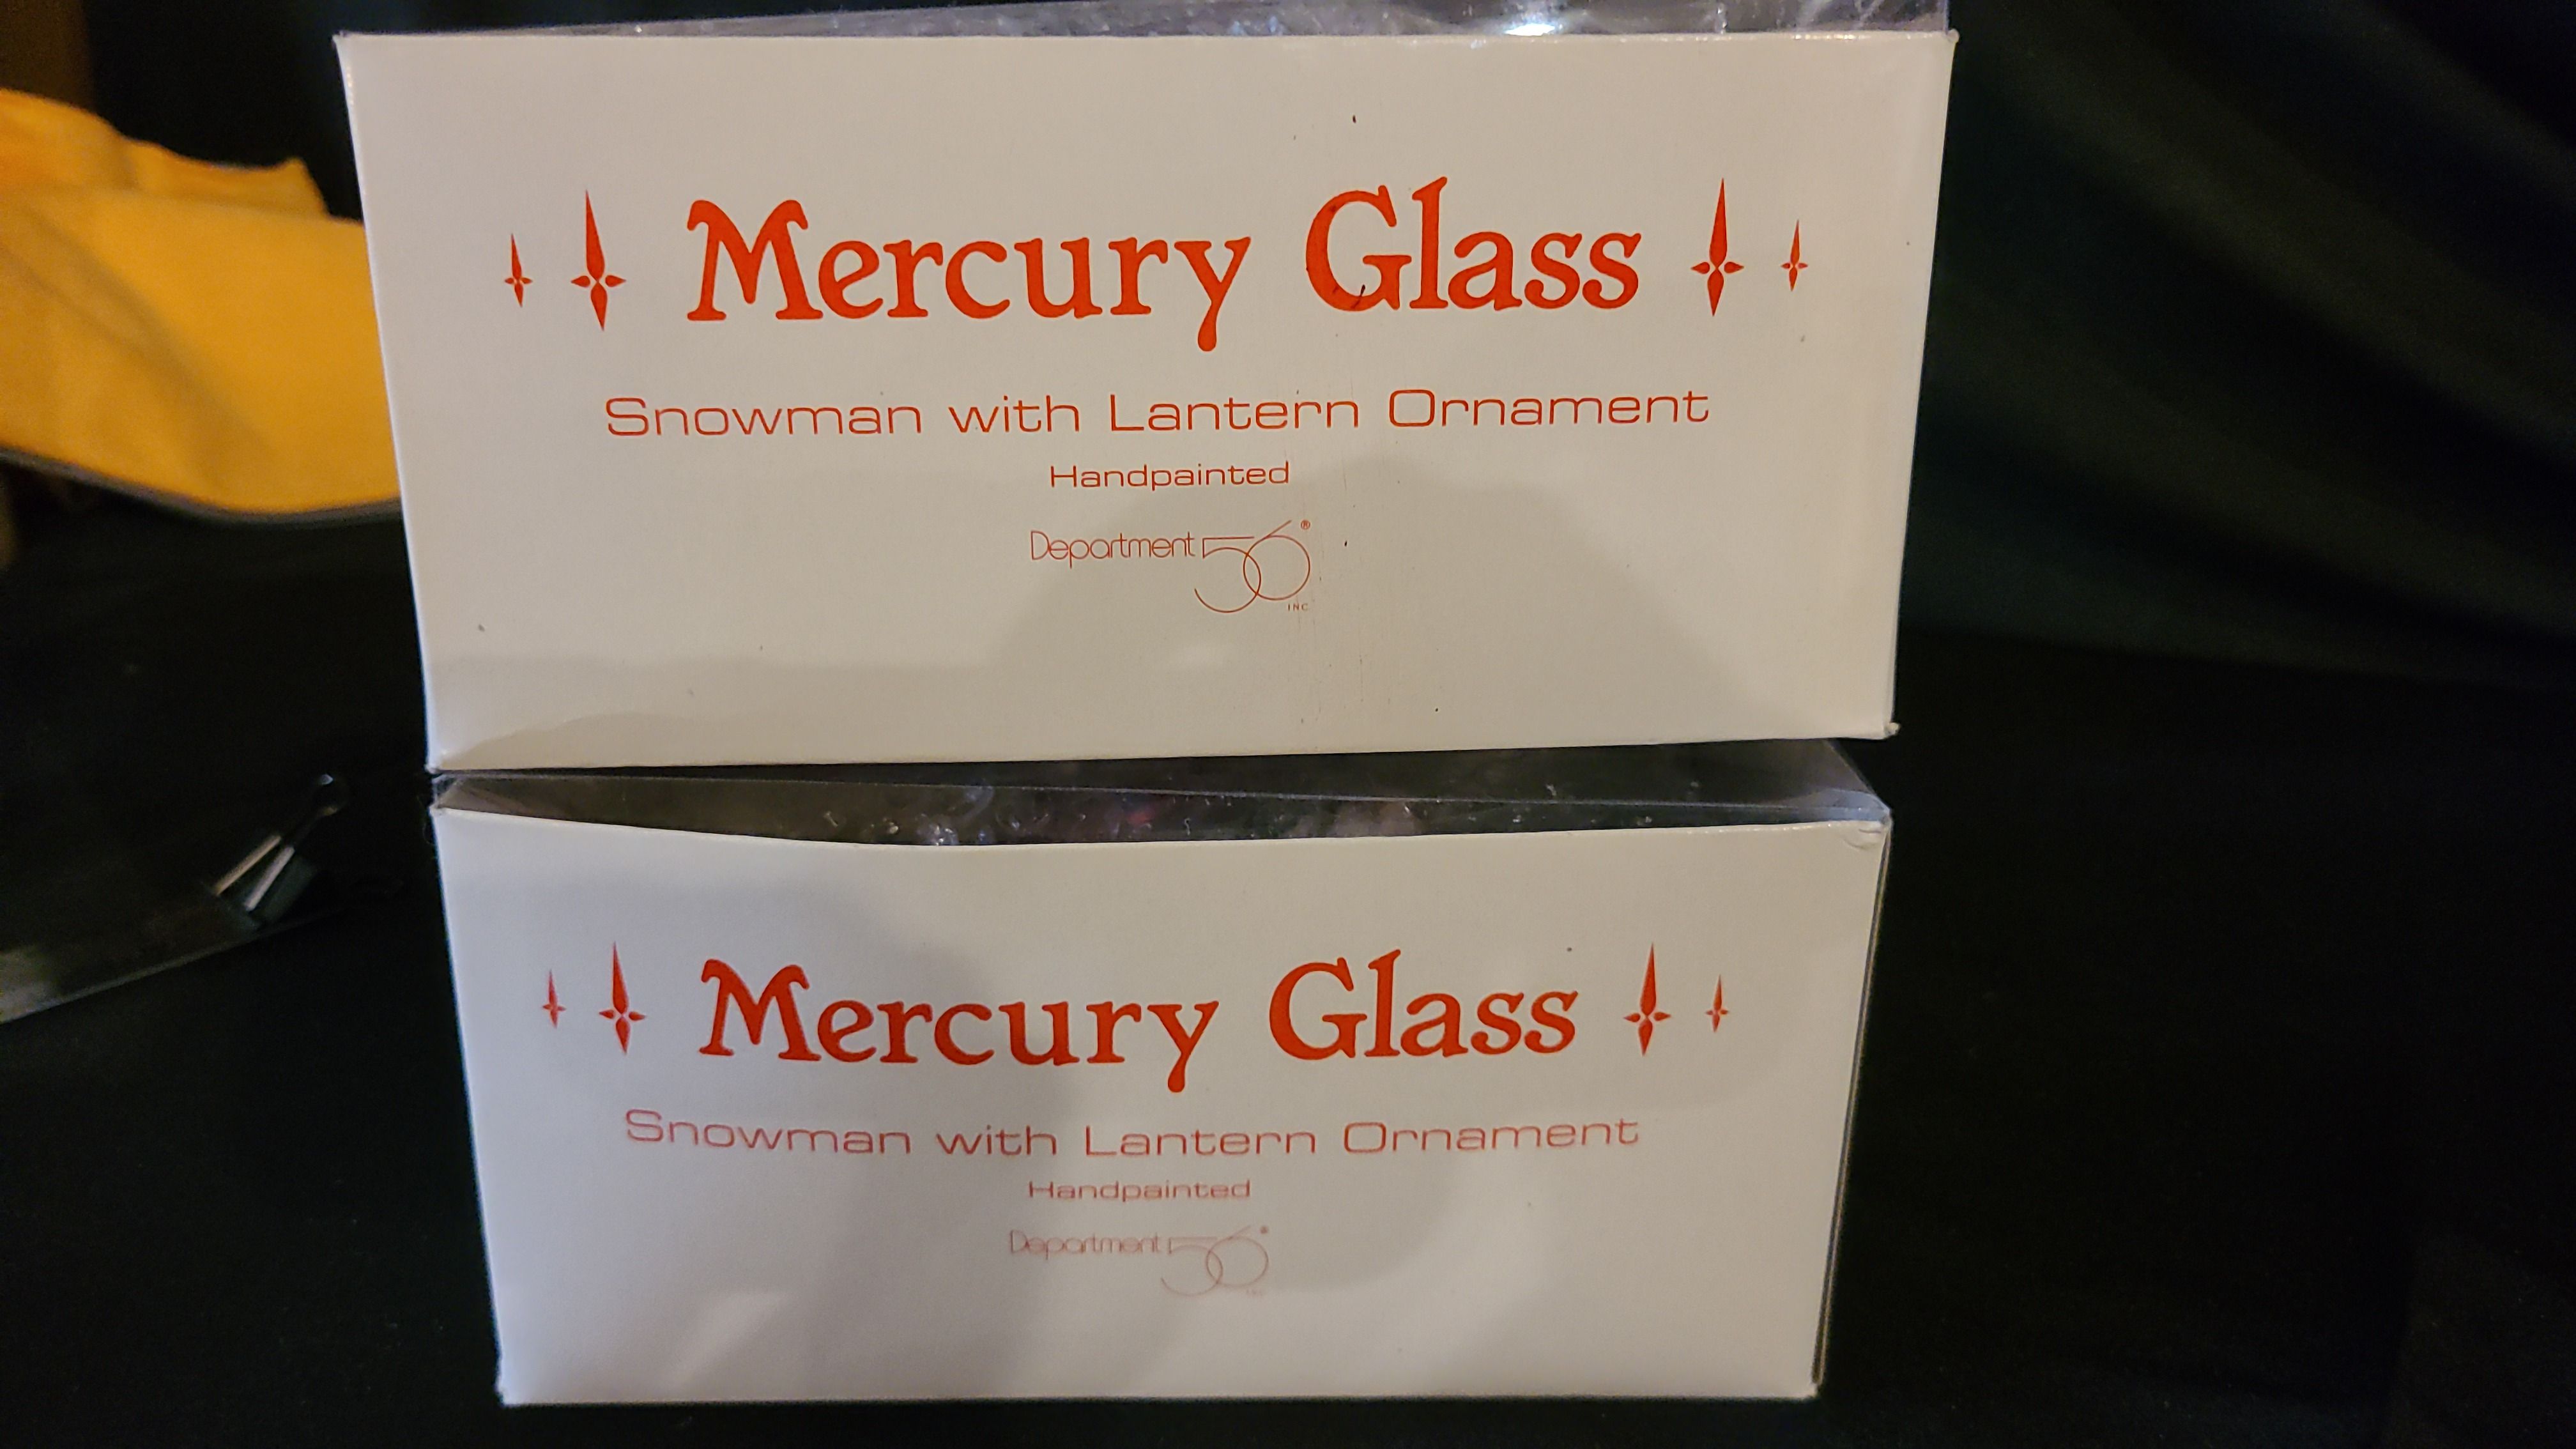 Mercury Glass
Snowman with Lantern Ornament
Handpainted
Department 56®
INC
Mercury Glass
Snowman with Lantern Ornament
Handpainted
Department 56